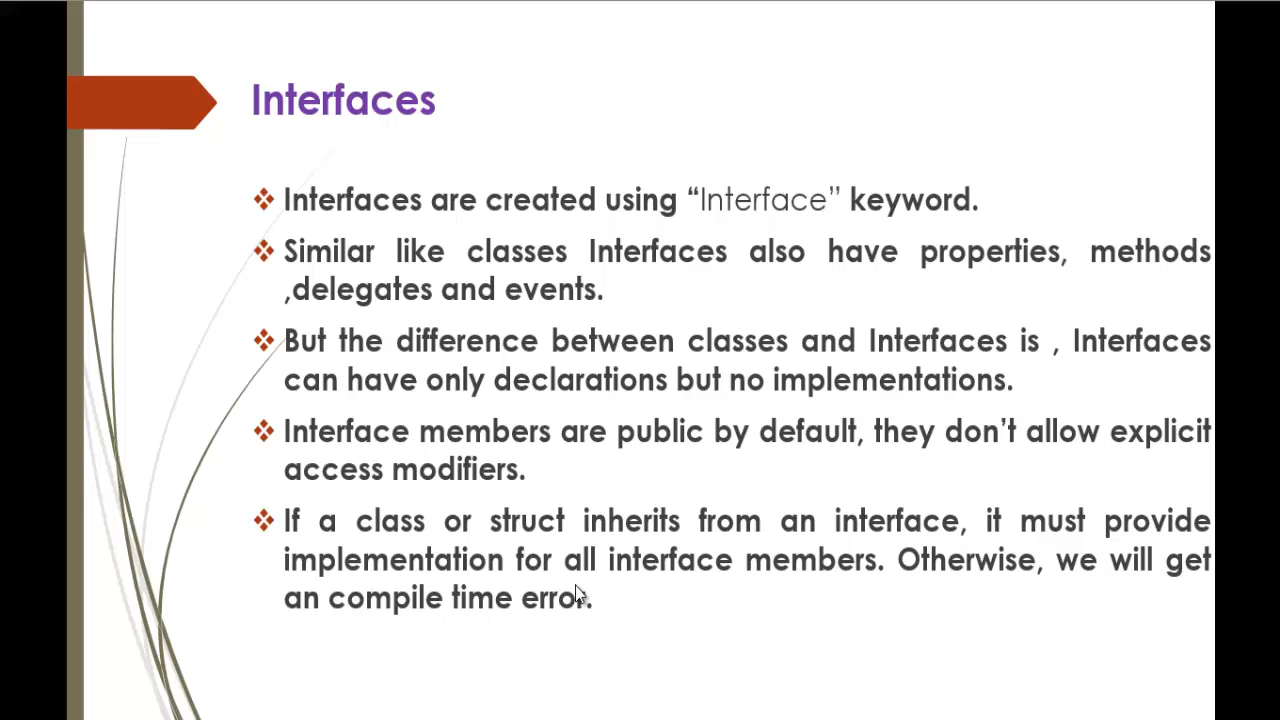 Interfaces
Interfaces are created using “Interface” keyword.
Similar like classes Interfaces also have properties, methods
,delegates and events.
But the difference between classes and Interfaces is , Interfaces
can have only declarations but no implementations.
Interface members are public by default, they don’t allow explicit
access modifiers.
If a class or struct inherits from an interface, it must provide
implementation for all interface members. Otherwise, we will get
an compile time error.